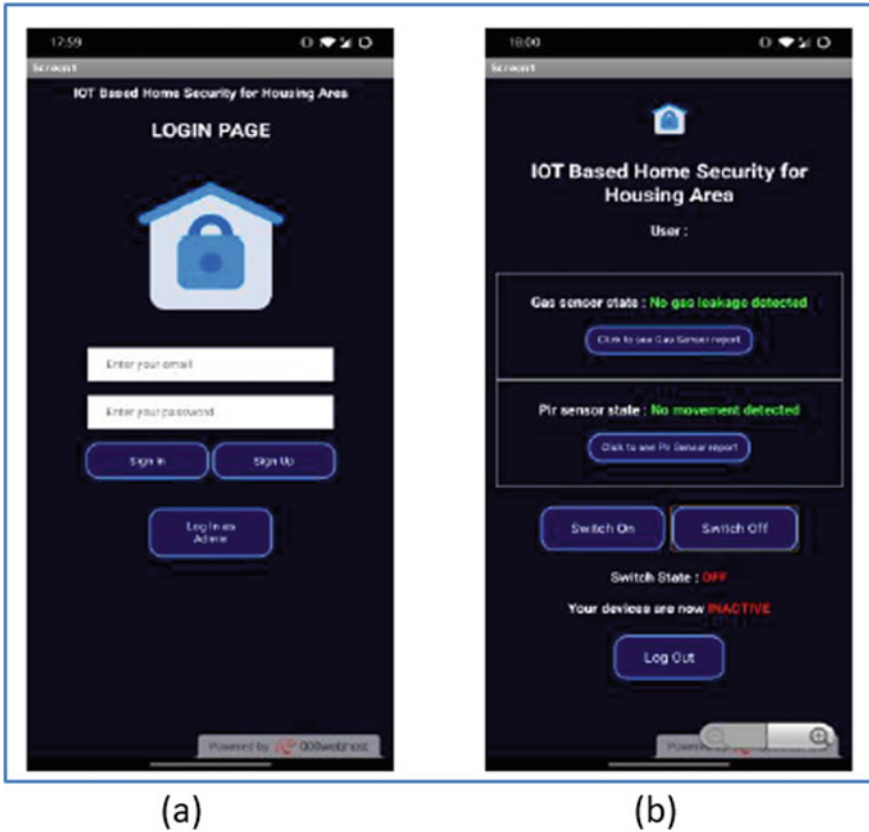 17:59
Screen1
IOT Based Home Security for Housing Area
LOGIN PAGE
Enter your email
Enter your password
Sign In
Sign Up
Log In as
Admin
Powered by 000webhost
(a)
18:00
Screen1
IOT Based Home Security for
Housing Area
User :
Gas sensor state : No gas leakage detected
Click to see Gas Sensor report
Pir sensor state : No movement detected
Click to see Pir Sensor report
Switch On
Switch Off
Switch State : OFF
Your devices are now INACTIVE
Log Out
Powered
(b)